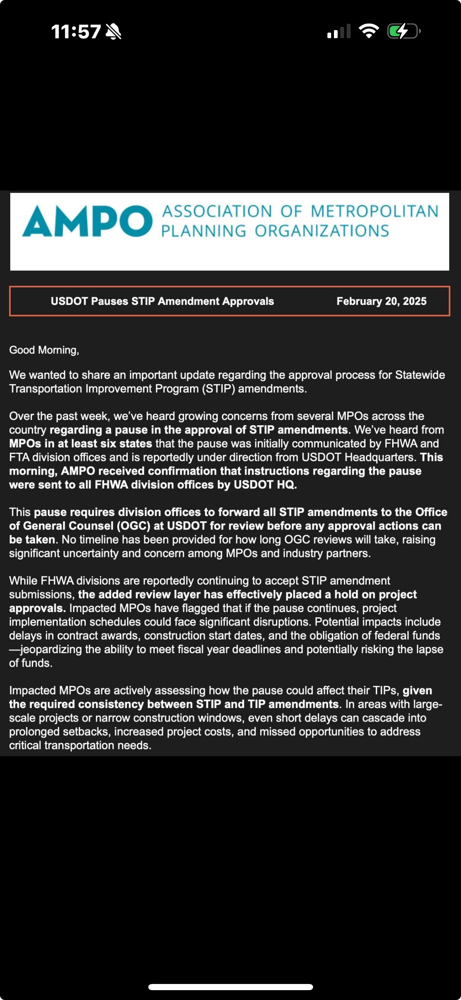 11:57
AMPO ASSOCIATION OF METROPOLITAN
PLANNING ORGANIZATIONS
USDOT Pauses STIP Amendment Approvals February 20, 2025
Good Morning,
We wanted to share an important update regarding the approval process for Statewide
Transportation Improvement Program (STIP) amendments.
Over the past week, we’ve heard growing concerns from several MPOs across the
country regarding a pause in the approval of STIP amendments. We’ve heard from
MPOs in at least six states that the pause was initially communicated by FHWA and
FTA division offices and is reportedly under direction from USDOT Headquarters. This
morning, AMPO received confirmation that instructions regarding the pause
were sent to all FHWA division offices by USDOT HQ.
This pause requires division offices to forward all STIP amendments to the Office
of General Counsel (OGC) at USDOT for review before any approval actions can
be taken. No timeline has been provided for how long OGC reviews will take, raising
significant uncertainty and concern among MPOs and industry partners.
While FHWA divisions are reportedly continuing to accept STIP amendment
submissions, the added review layer has effectively placed a hold on project
approvals. Impacted MPOs have flagged that if the pause continues, project
implementation schedules could face significant disruptions. Potential impacts include
delays in contract awards, construction start dates, and the obligation of federal funds
—jeopardizing the ability to meet fiscal year deadlines and potentially risking the lapse
of funds.
Impacted MPOs are actively assessing how the pause could affect their TIPs, given
the required consistency between STIP and TIP amendments. In areas with large-
scale projects or narrow construction windows, even short delays can cascade into
prolonged setbacks, increased project costs, and missed opportunities to address
critical transportation needs.